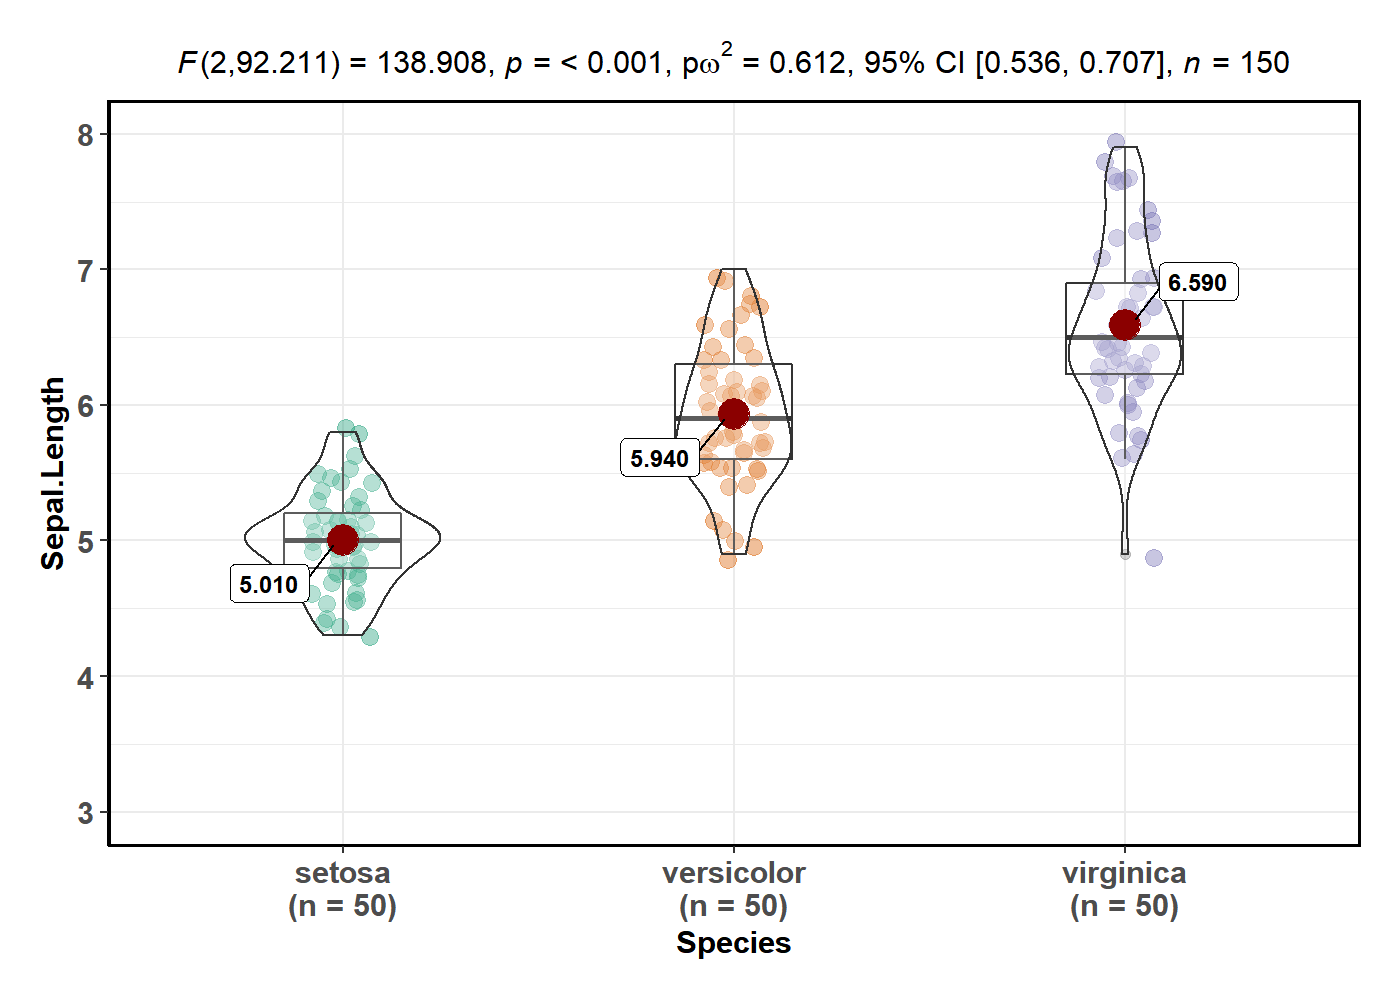 F(2,92.211) = 138.908, p = < 0.001, pω² = 0.612, 95% CI [0.536, 0.707], n = 150
Sepal.Length
8
7
6
5
4
3
5.010
5.940
6.590
setosa
(n = 50)
versicolor
(n = 50)
virginica
(n = 50)
Species